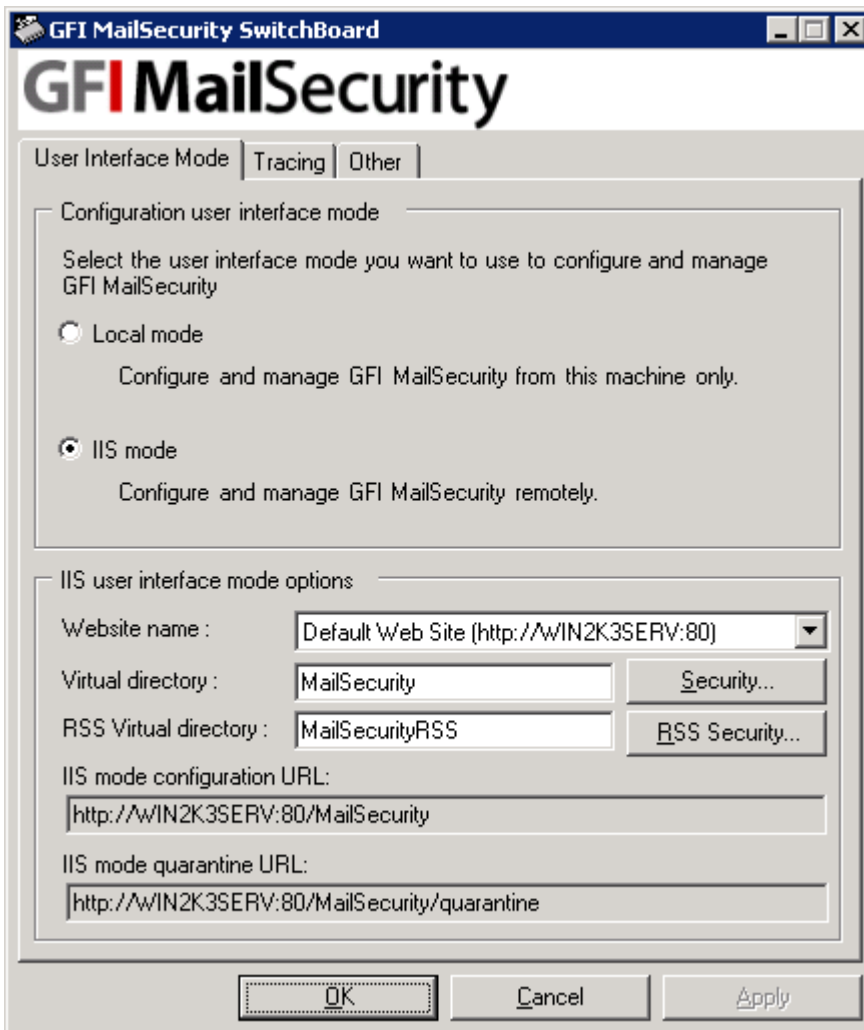 GFI MailSecurity SwitchBoard
GFI MailSecurity
User Interface Mode
Tracing
Other
Configuration user interface mode
Select the user interface mode you want to use to configure and manage
GFI MailSecurity
Local mode
Configure and manage GFI MailSecurity from this machine only.
IIS mode
Configure and manage GFI MailSecurity remotely.
IIS user interface mode options
Website name :
Default Web Site (http://WIN2K3SERV:80)
Virtual directory :
MailSecurity
Security...
RSS Virtual directory :
MailSecurityRSS
RSS Security...
IIS mode configuration URL:
http://WIN2K3SERV:80/MailSecurity
IIS mode quarantine URL:
http://WIN2K3SERV:80/MailSecurity/quarantine
OK
Cancel
Apply